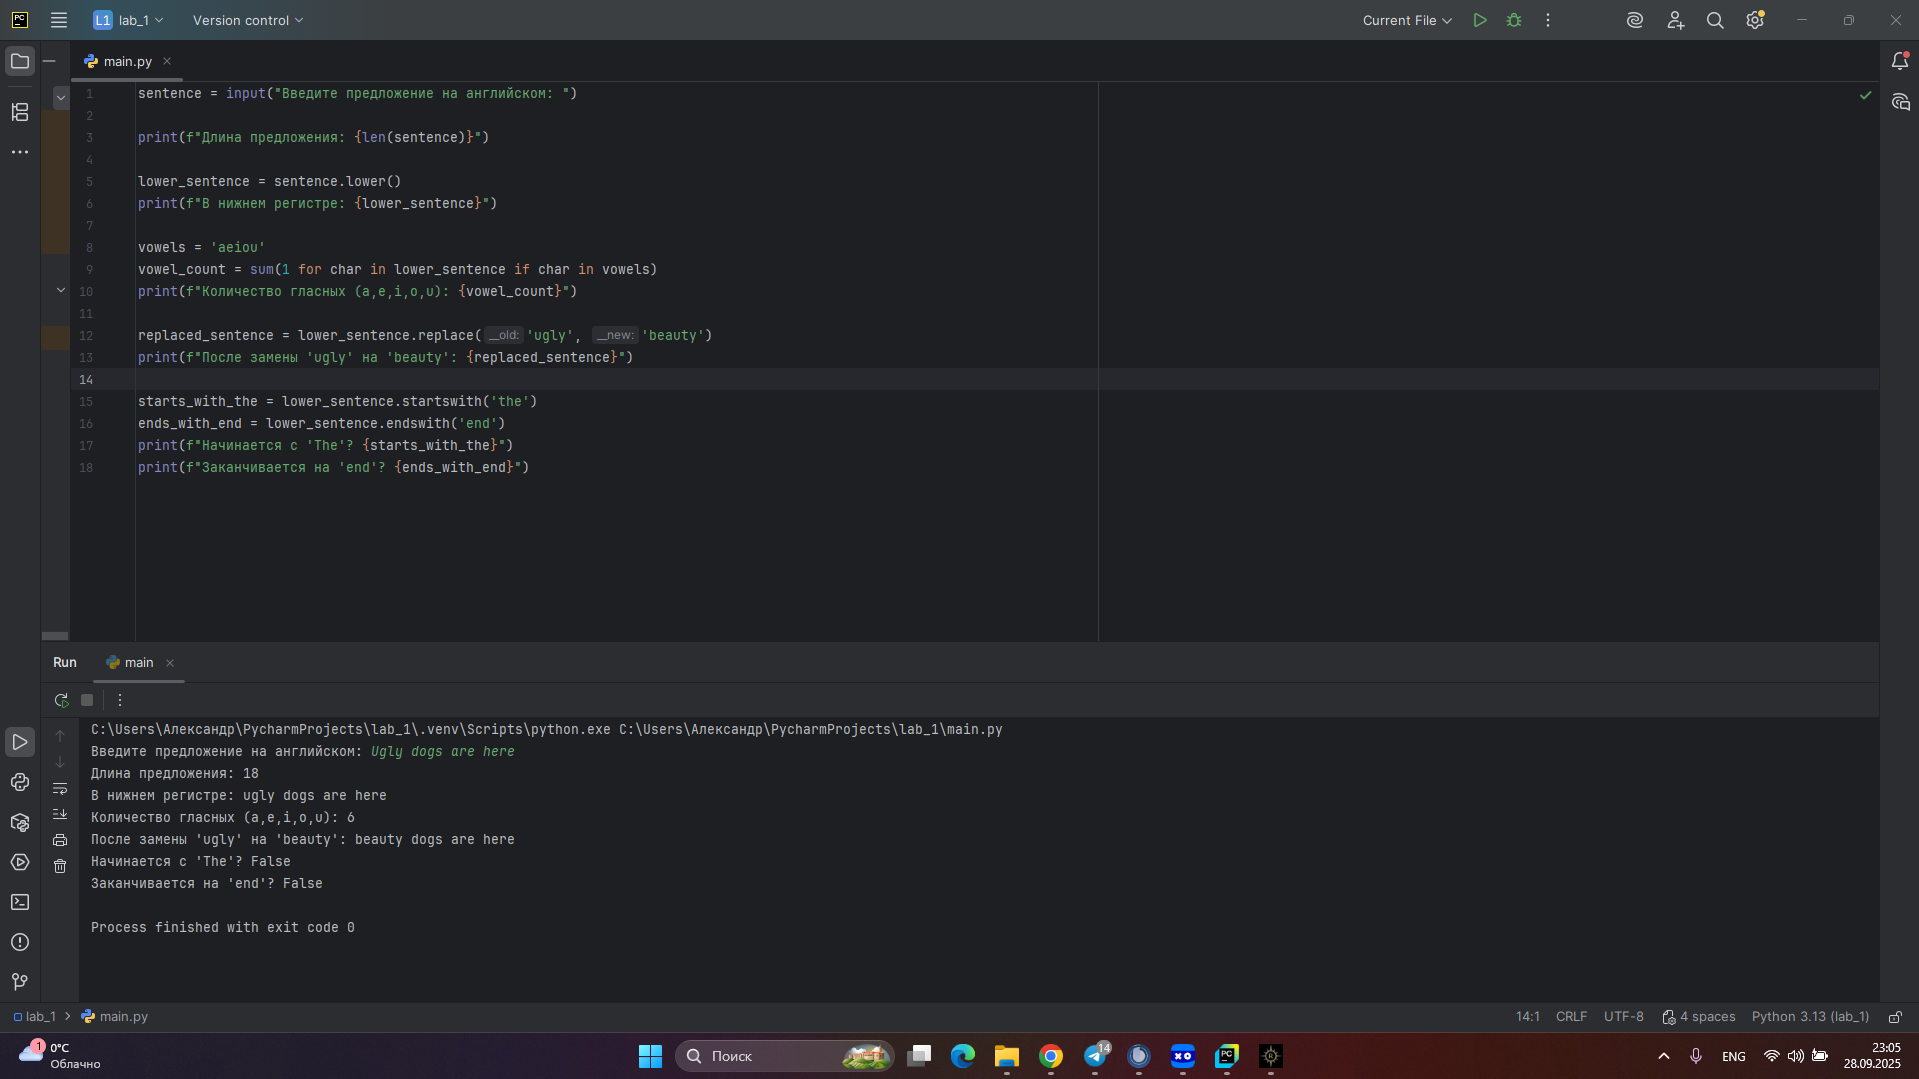 PC
L1 lab_1
Version control
Current File
main.py
1 sentence = input("Введите предложение на английском: ")
2
3 print(f"Длина предложения: {len(sentence)}")
4
5 lower_sentence = sentence.lower()
6 print(f"В нижнем регистре: {lower_sentence}")
7
8 vowels = 'aeiou'
9 vowel_count = sum(1 for char in lower_sentence if char in vowels)
10 print(f"Количество гласных (a,e,i,o,u): {vowel_count}")
11
12 replaced_sentence = lower_sentence.replace(__old: 'ugly', __new: 'beauty')
13 print(f"После замены 'ugly' на 'beauty': {replaced_sentence}")
14
15 starts_with_the = lower_sentence.startswith('the')
16 ends_with_end = lower_sentence.endswith('end')
17 print(f"Начинается с 'The'? {starts_with_the}")
18 print(f"Заканчивается на 'end'? {ends_with_end}")
Run main
C:\Users\Александр\PycharmProjects\lab_1\.venv\Scripts\python.exe C:\Users\Александр\PycharmProjects\lab_1\main.py
Введите предложение на английском: Ugly dogs are here
Длина предложения: 18
В нижнем регистре: ugly dogs are here
Количество гласных (a,e,i,o,u): 6
После замены 'ugly' на 'beauty': beauty dogs are here
Начинается с 'The'? False
Заканчивается на 'end'? False
Process finished with exit code 0
lab_1 > main.py
14:1 CRLF UTF-8 4 spaces Python 3.13 (lab_1)
1
0°C
Облачно
Поиск
14
XO
PC
ENG
23:05
28.09.2025